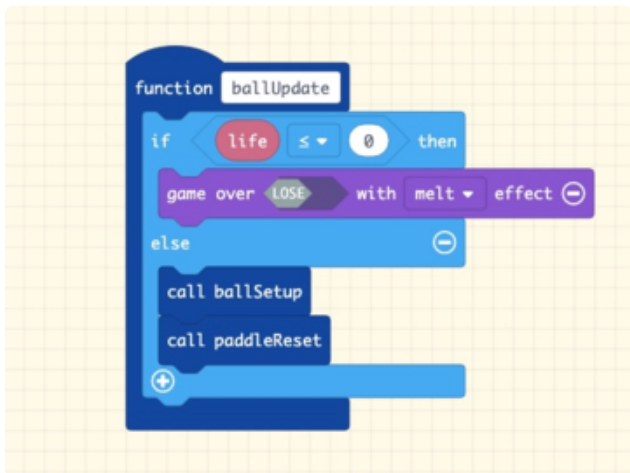 function ballUpdate
if life ≤ 0 then
game over LOSE with melt effect
else
call ballSetup
call paddleReset